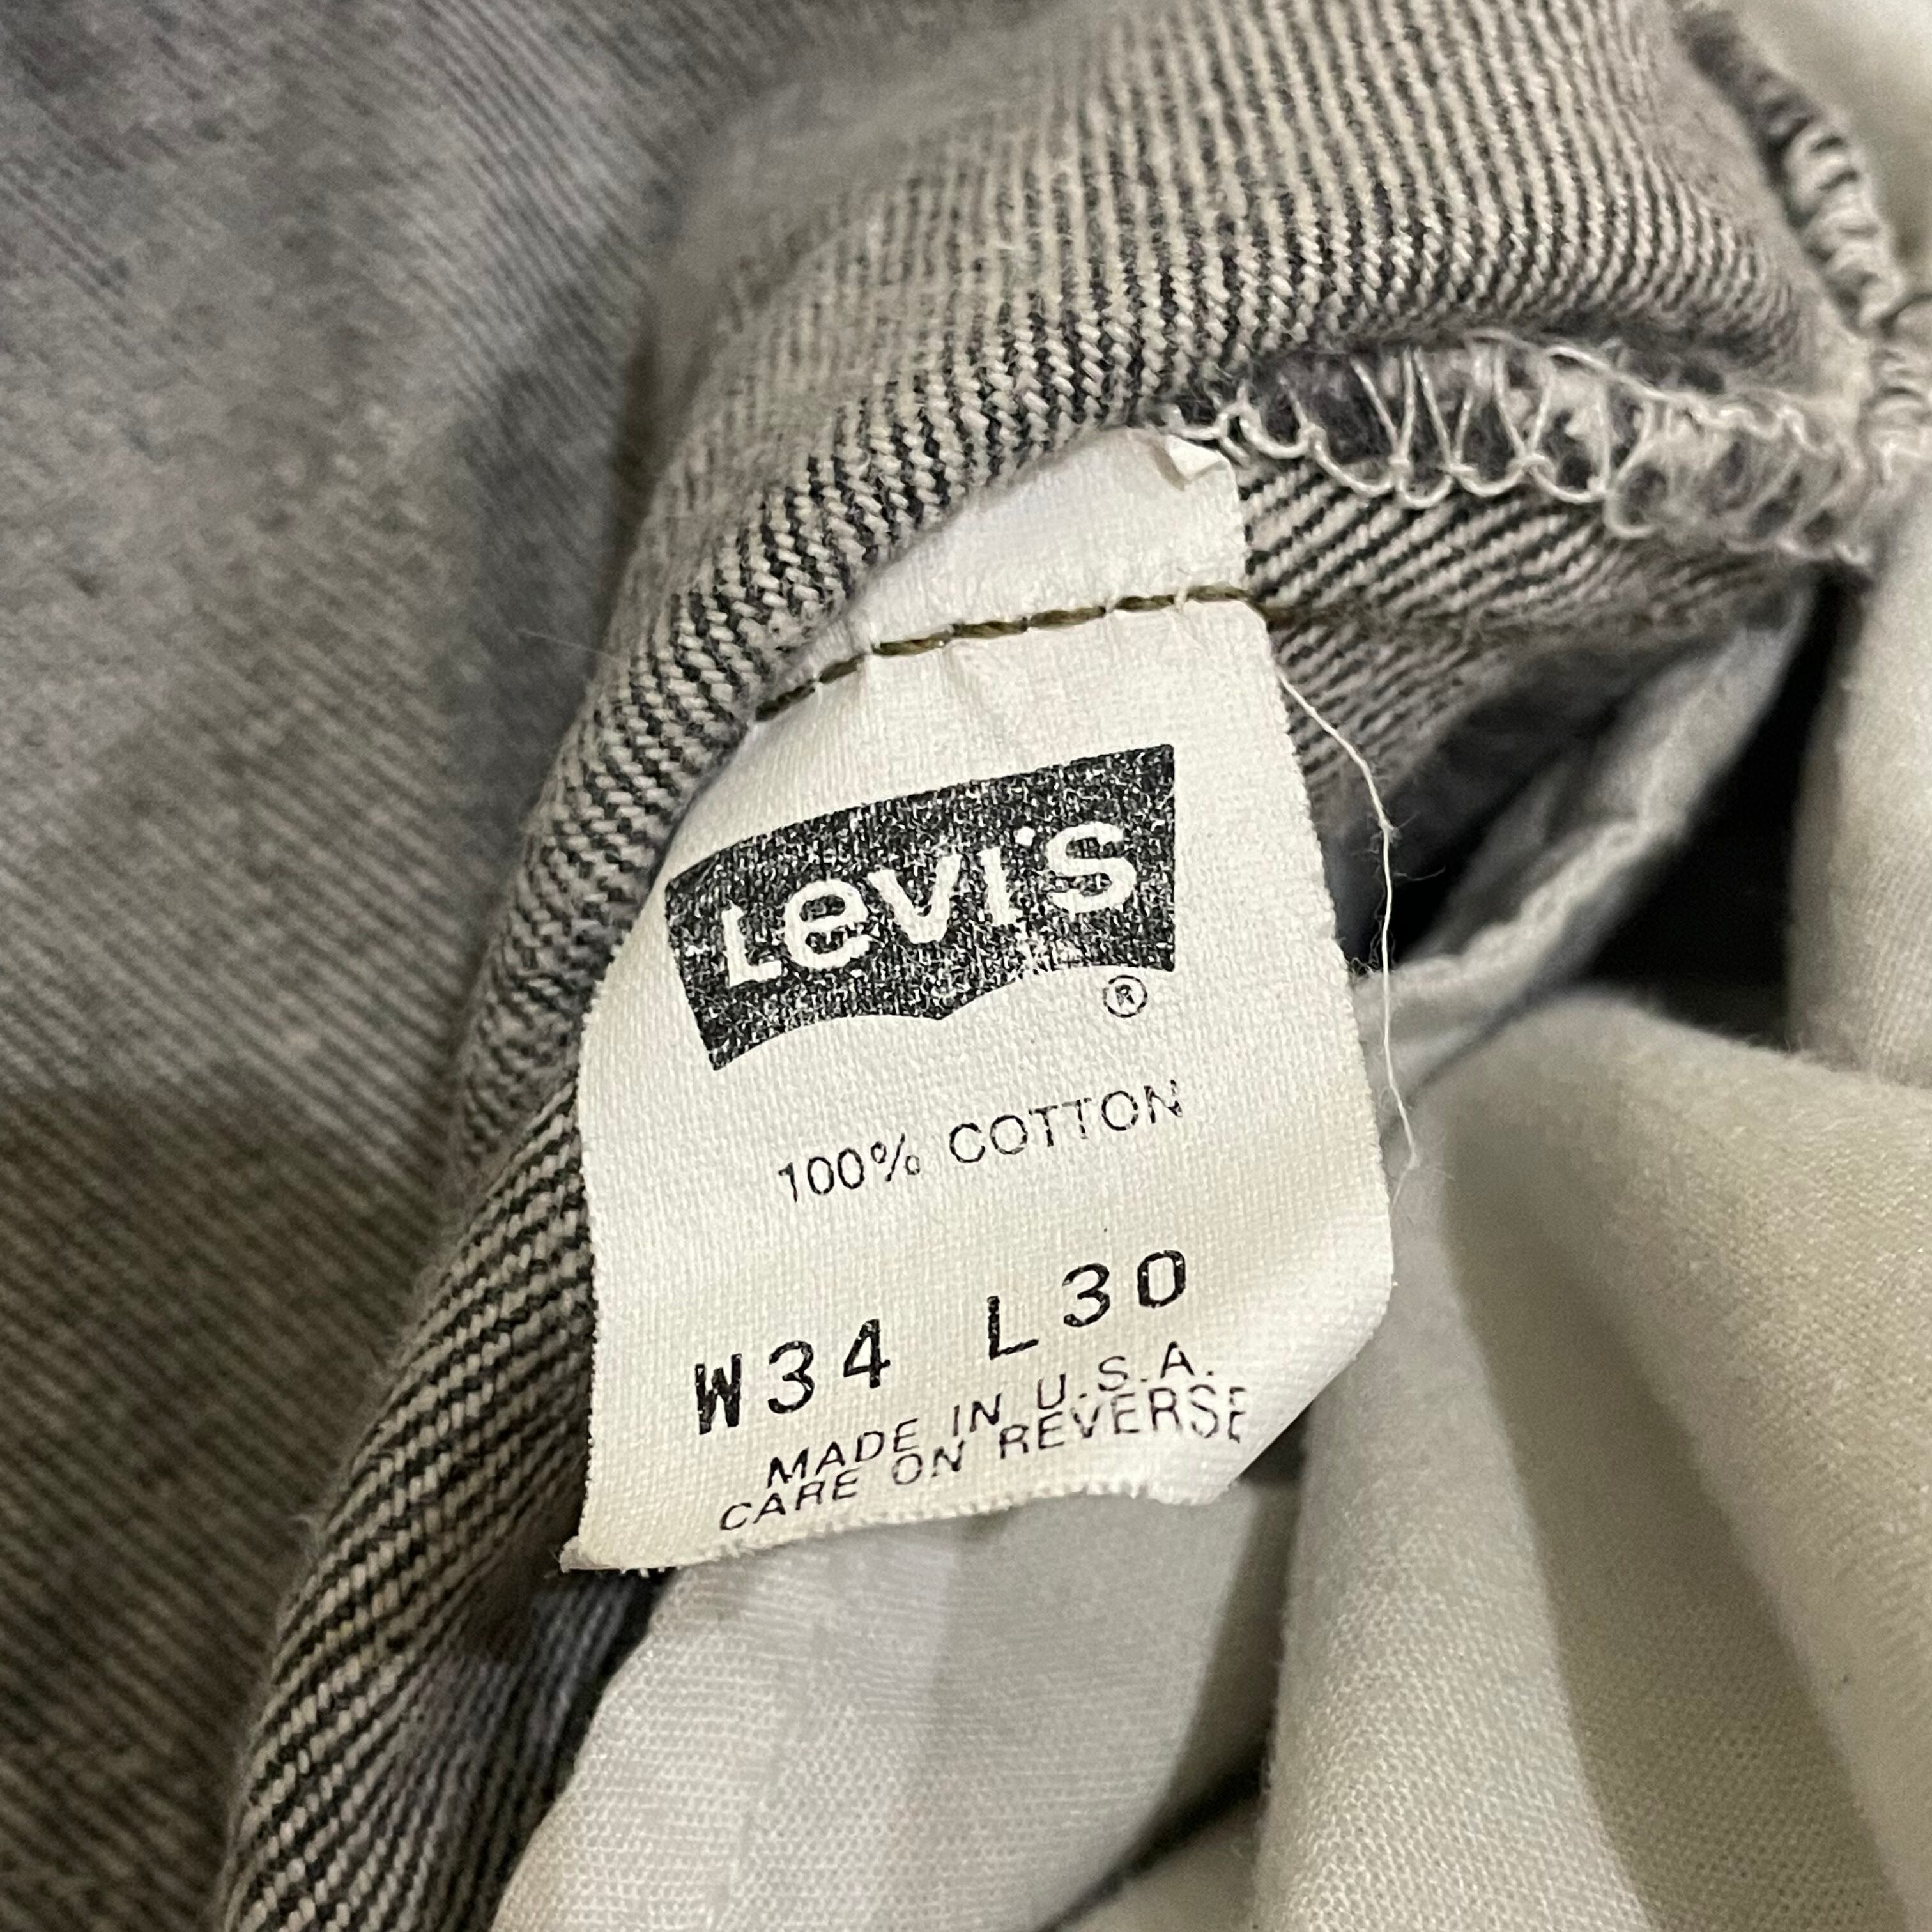 Levi's
®
100% COTTON
W34 L30
MADE IN U.S.A.
CARE ON REVERSE